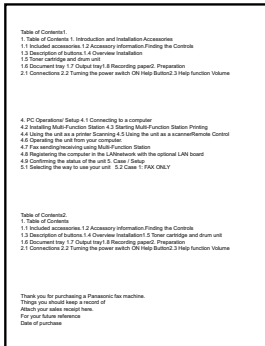 Table of Contents1.
1. Table of Contents 1. Introduction and Installation Accessories
1.1 Included accessories.1.2 Accessory information.Finding the Controls
1.3 Description of buttons.1.4 Overview Installation
1.5 Toner cartridge and drum unit
1.6 Document tray 1.7 Output tray1.8 Recording paper2. Preparation
2.1 Connections 2.2 Turning the power switch ON Help Button2.3 Help function Volume
4. PC Operations/ Setup 4.1 Connecting to a computer
4.2 Installing Multi-Function Station 4.3 Starting Multi-Function Station Printing
4.4 Using the unit as a printer Scanning 4.5 Using the unit as a scannerRemote Control
4.6 Operating the unit from your computer.
4.7 Fax sending/receiving using Multi-Function Station
4.8 Registering the computer in the LANnetwork with the optional LAN board
4.9 Confirming the status of the unit 5. Case / Setup
5.1 Selecting the way to use your unit 5.2 Case 1: FAX ONLY
Table of Contents2.
1. Table of Contents
1.1 Included accessories.1.2 Accessory information.Finding the Controls
1.3 Description of buttons.1.4 Overview Installation1.5 Toner cartridge and drum unit
1.6 Document tray 1.7 Output tray1.8 Recording paper2. Preparation
2.1 Connections 2.2 Turning the power switch ON Help Button2.3 Help function Volume
Thank you for purchasing a Panasonic fax machine.
Things you should keep a record of
Attach your sales receipt here.
For your future reference
Date of purchase